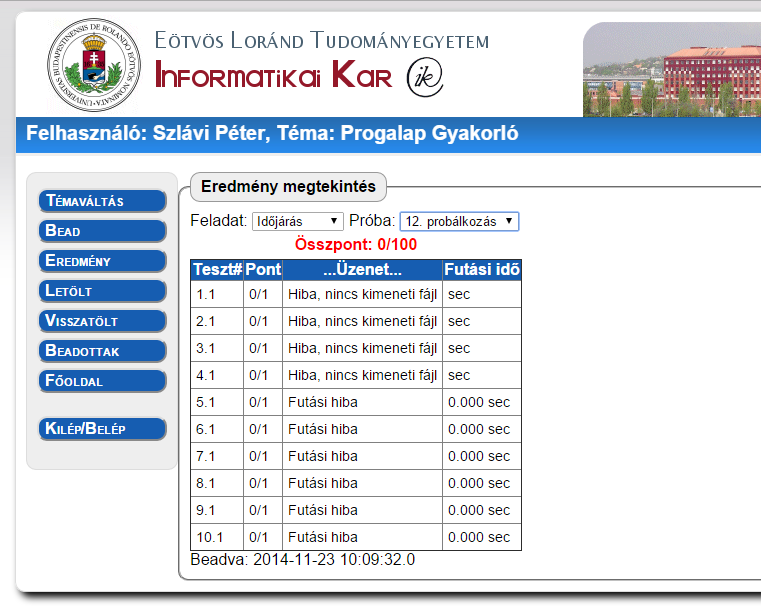 UNIVERSITAS BUDAPESTINENSIS DE ROLANDO EÖTVÖS NOMINATA
Eötvös Loránd Tudományegyetem
Informatikai Kar ik
Felhasználó: Szlávi Péter, Téma: Progalap Gyakorló
Témaváltás
Bead
Eredmény
Letölt
Visszatölt
Beadottak
Főoldal
Kilép/Belép
Eredmény megtekintés
Feladat: Időjárás Próba: 12. probálkozás
Összpont: 0/100
Teszt# Pont ...Üzenet... Futási idő
1.1 0/1 Hiba, nincs kimeneti fájl sec
2.1 0/1 Hiba, nincs kimeneti fájl sec
3.1 0/1 Hiba, nincs kimeneti fájl sec
4.1 0/1 Hiba, nincs kimeneti fájl sec
5.1 0/1 Futási hiba 0.000 sec
6.1 0/1 Futási hiba 0.000 sec
7.1 0/1 Futási hiba 0.000 sec
8.1 0/1 Futási hiba 0.000 sec
9.1 0/1 Futási hiba 0.000 sec
10.1 0/1 Futási hiba 0.000 sec
Beadva: 2014-11-23 10:09:32.0